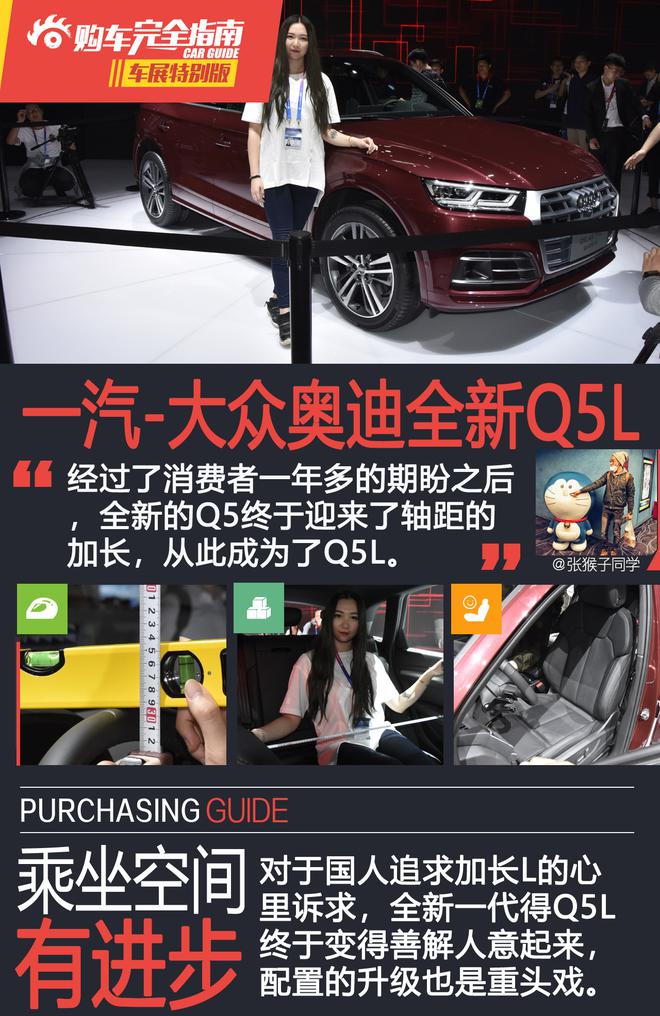 购车完全指南
CAR GUIDE
车展特别版
一汽-大众奥迪全新Q5L
经过了消费者一年多的期盼之后
，全新的Q5终于迎来了轴距的
加长，从此成为了Q5L。
@张猴子同学
PURCHASING GUIDE
乘坐空间
有进步
对于国人追求加长L的心
里诉求，全新一代得Q5L
终于变得善解人意起来，
配置的升级也是重头戏。